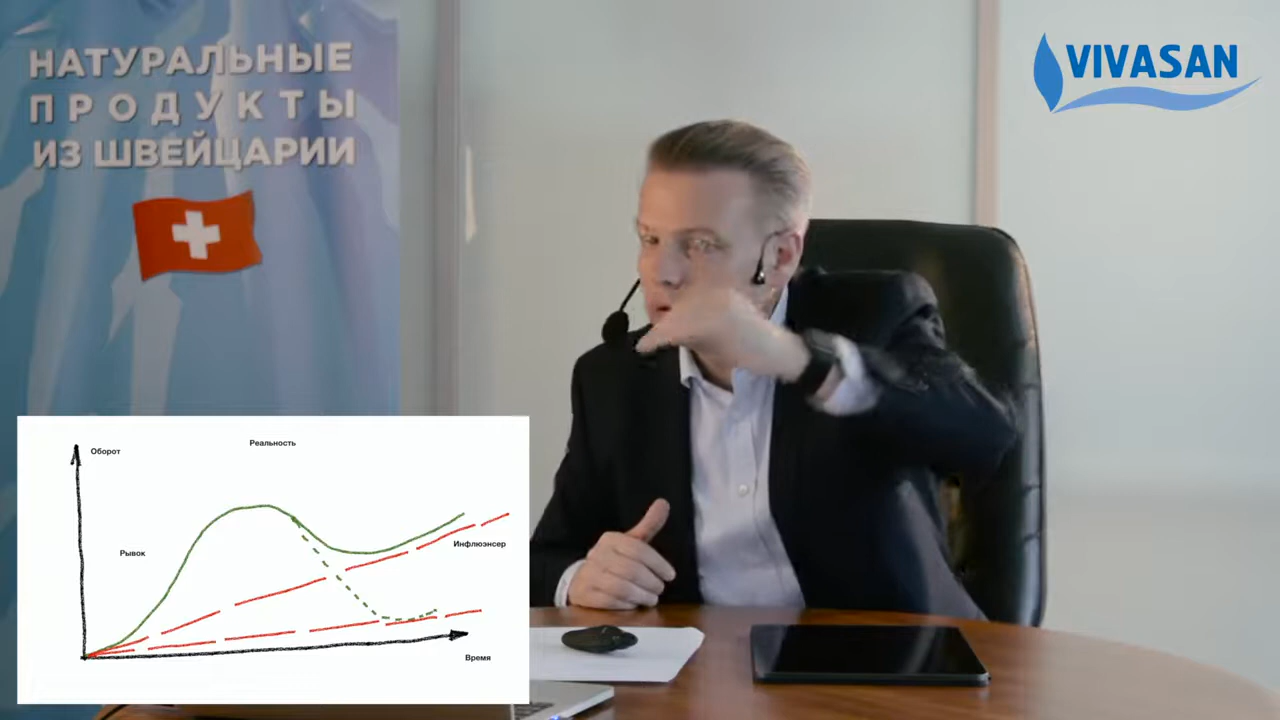 НАТУРАЛЬНЫЕ
ПРОДУКТЫ
ИЗ ШВЕЙЦАРИИ
VIVASAN
Реальность
Оборот
Рывок
Инфлюэнсер
Время